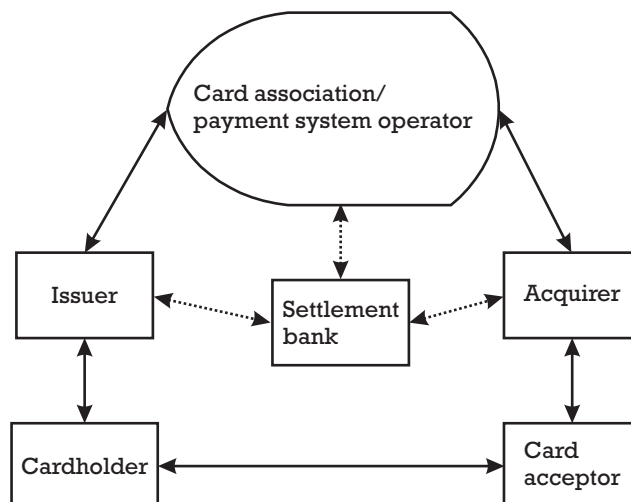 Card association/
payment system operator
Issuer
Settlement
bank
Acquirer
Cardholder
Card
acceptor